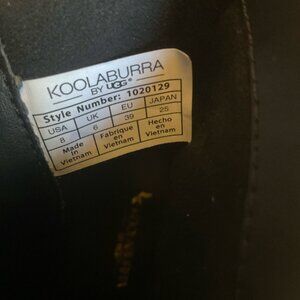 KOOLABURRA
BY UGG®
Style Number: 1020129
USA UK EU JAPAN
8 6 39 25
Made in Vietnam Fabriqué en Vietnam Hecho en Vietnam